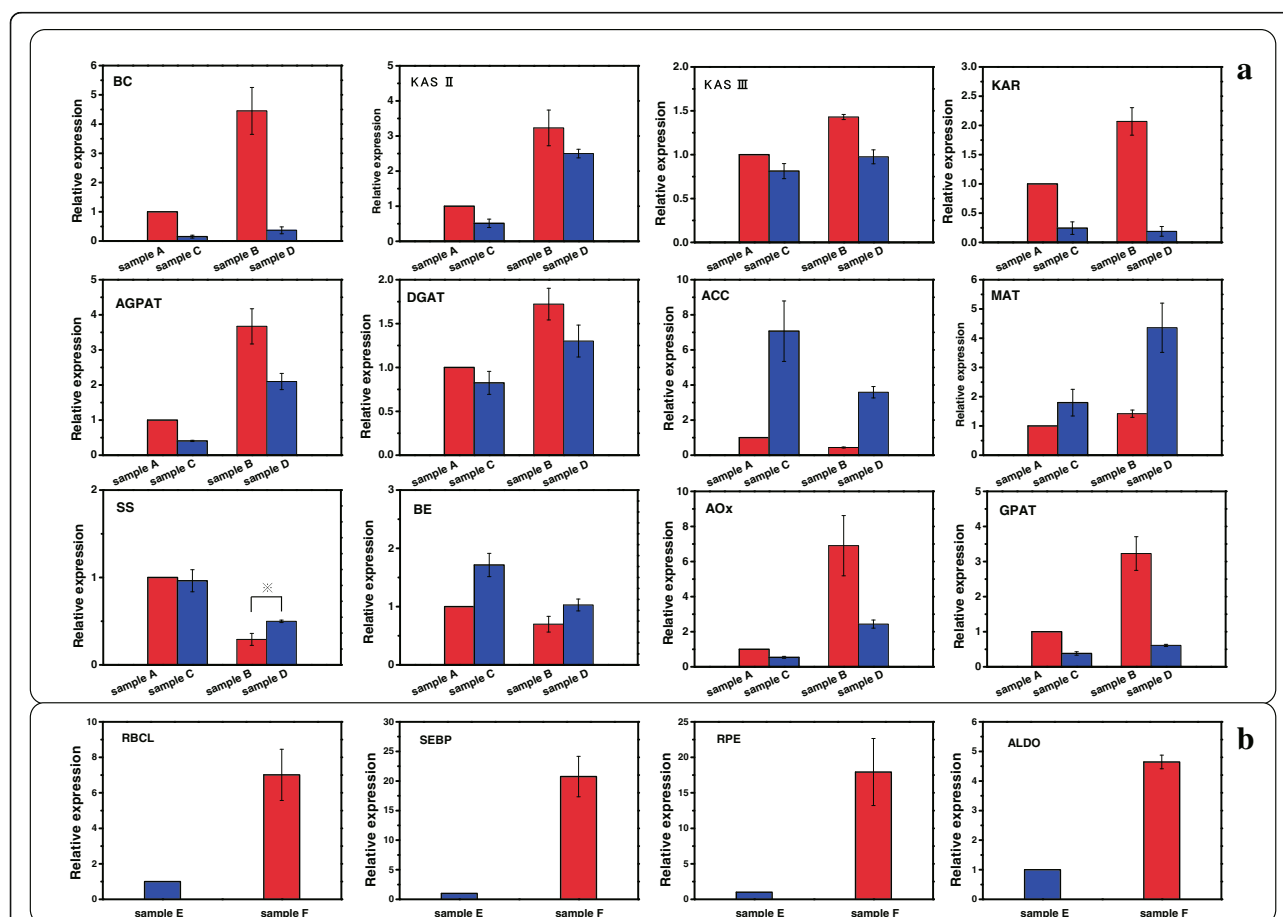 a
BC
Relative expression
6
5
4
3
2
1
0
sample A
sample C
sample B
sample D
KAS Ⅱ
Relative expression
5
4
3
2
1
0
sample A
sample C
sample B
sample D
KAS Ⅲ
Relative expression
2.0
1.5
1.0
0.5
0.0
sample A
sample C
sample B
sample D
KAR
Relative expression
3.0
2.5
2.0
1.5
1.0
0.5
0.0
sample A
sample C
sample B
sample D
AGPAT
Relative expression
5
4
3
2
1
0
sample A
sample C
sample B
sample D
DGAT
Relative expression
2.0
1.5
1.0
0.5
0.0
sample A
sample C
sample B
sample D
ACC
Relative expression
10
8
6
4
2
0
sample A
sample C
sample B
sample D
MAT
Relative expression
6
5
4
3
2
1
0
sample A
sample C
sample B
sample D
SS
Relative expression
2
1
0
※
sample A
sample C
sample B
sample D
BE
Relative expression
3
2
1
0
sample A
sample C
sample B
sample D
AOx
Relative expression
10
8
6
4
2
0
sample A
sample C
sample B
sample D
GPAT
Relative expression
5
4
3
2
1
0
sample A
sample C
sample B
sample D
b
RBCL
Relative expression
10
8
6
4
2
0
sample E
sample F
SEBP
Relative expression
30
25
20
15
10
5
0
sample E
sample F
RPE
Relative expression
25
20
15
10
5
0
sample E
sample F
ALDO
Relative expression
6
5
4
3
2
1
0
sample E
sample F